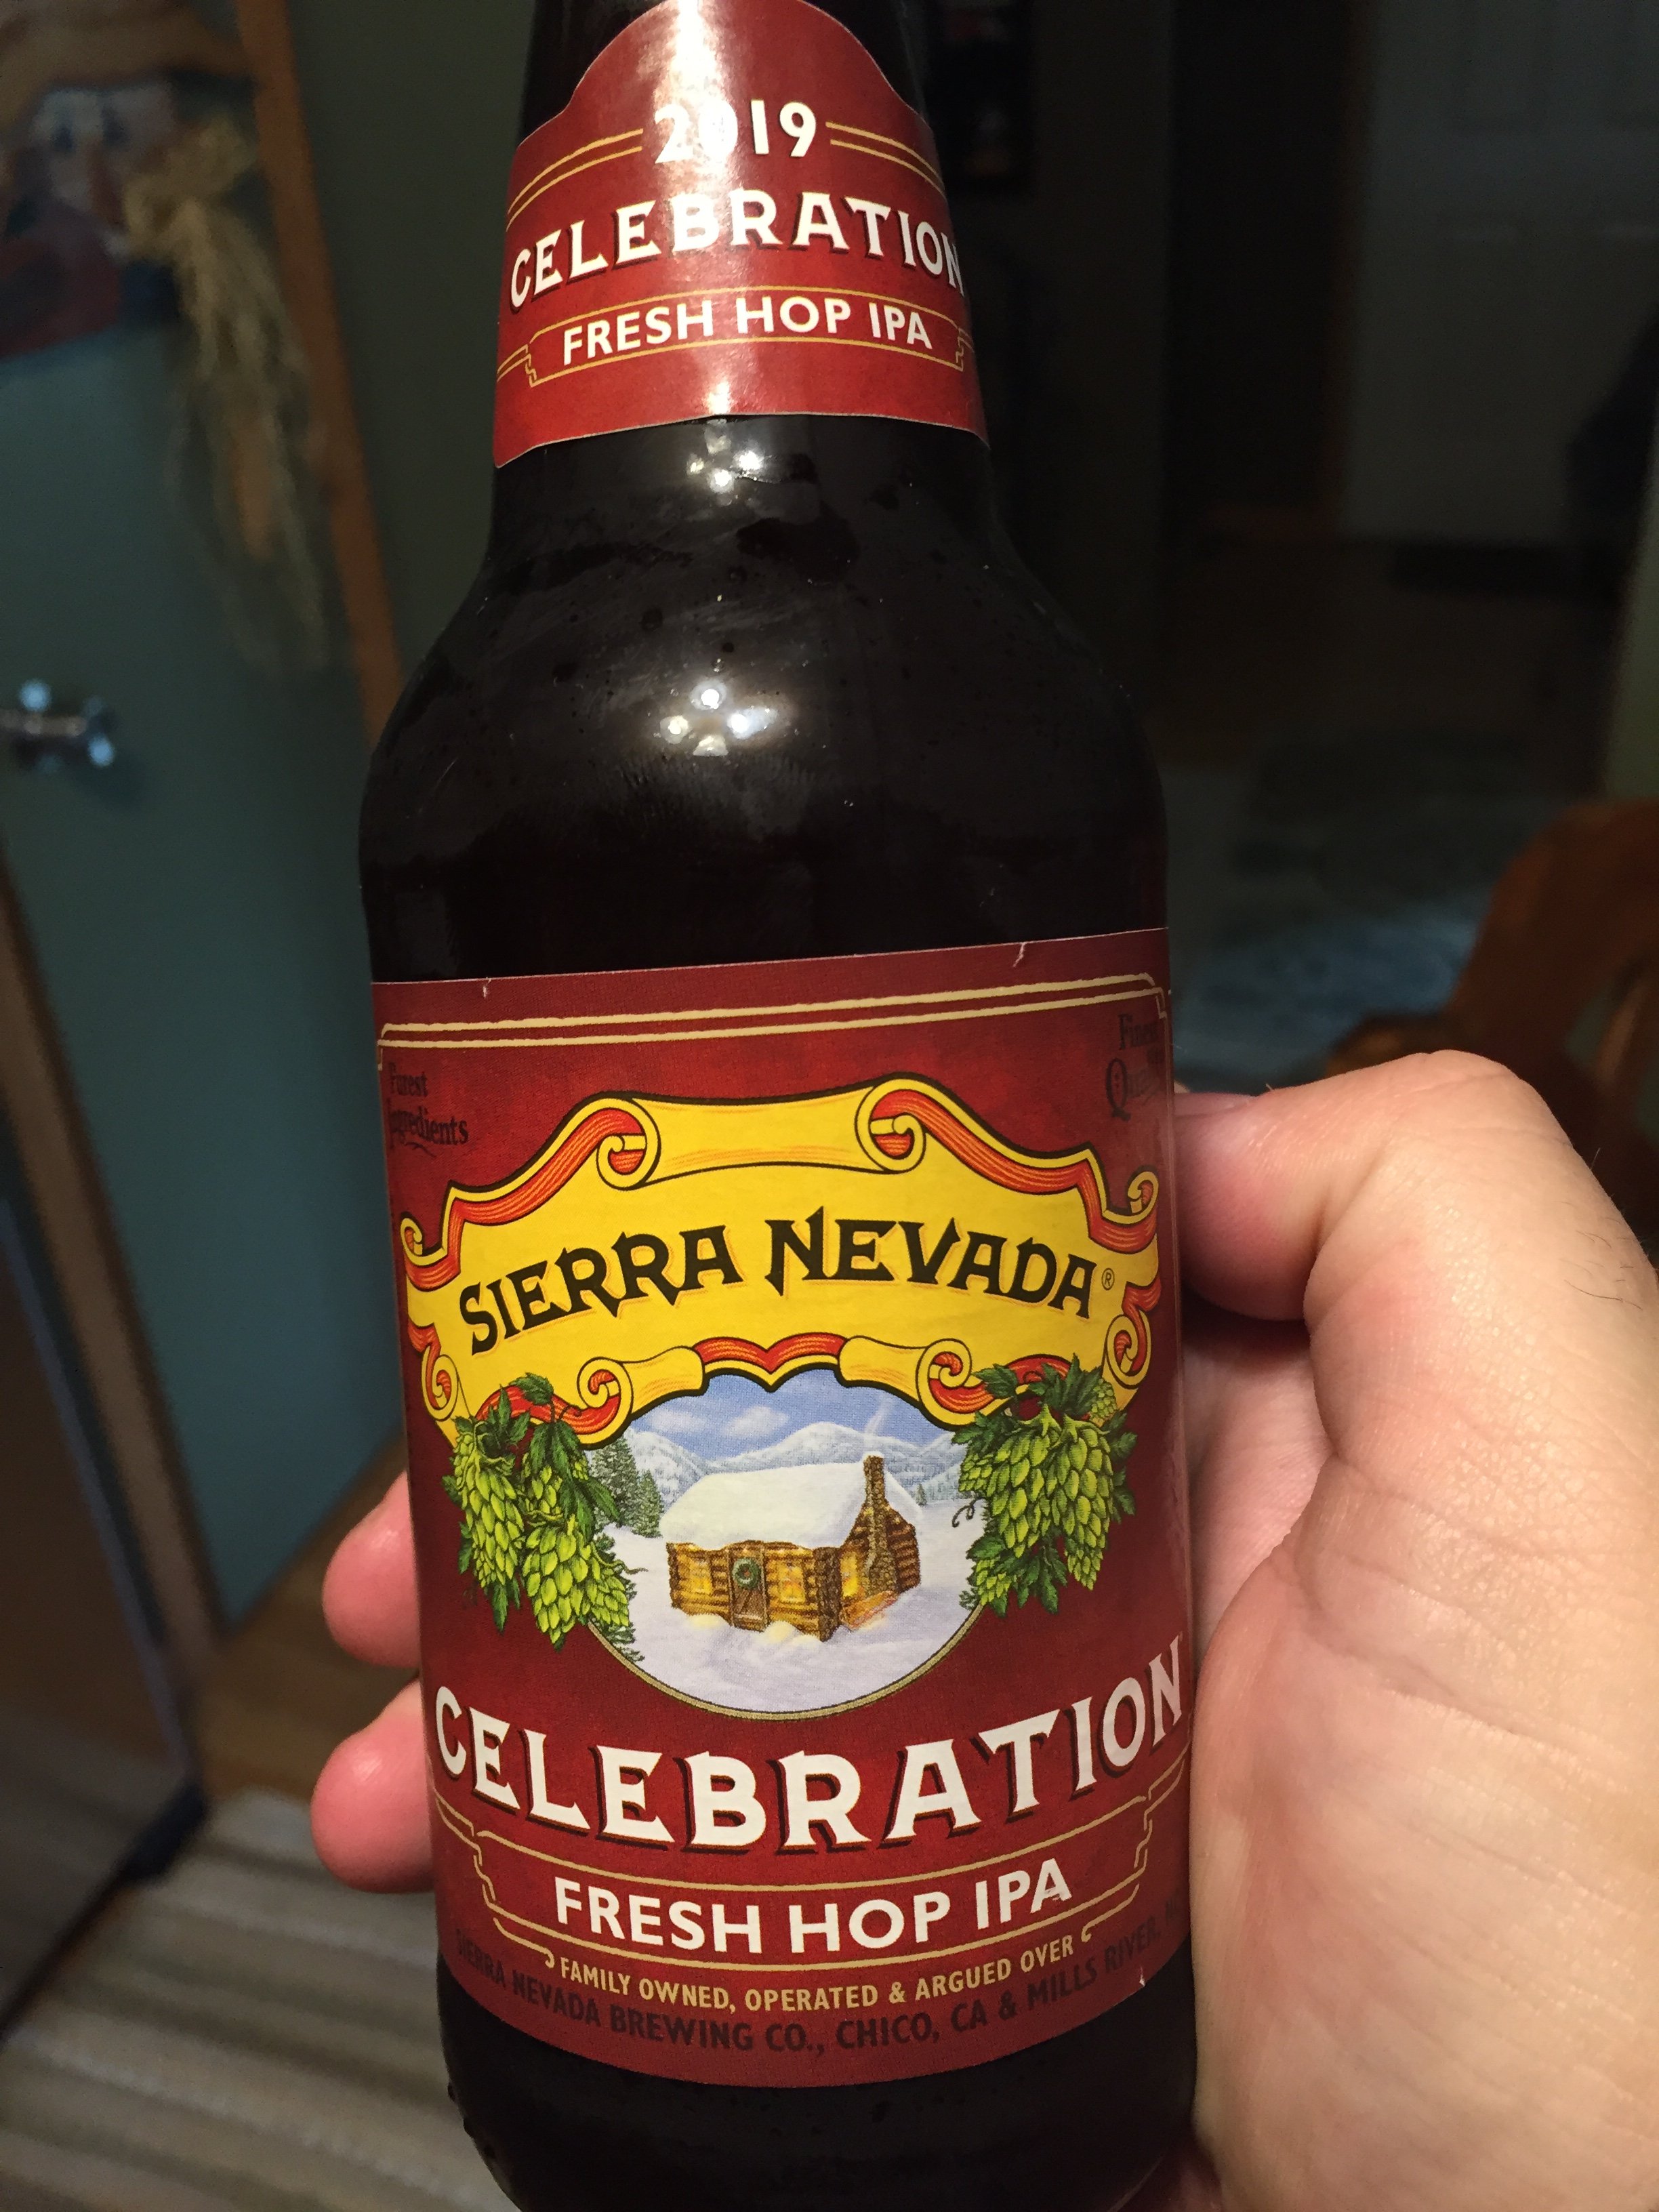 2019
CELEBRATION
FRESH HOP IPA
Purest
Ingredients
Finest
SIERRA NEVADA®
CELEBRATION
FRESH HOP IPA
FAMILY OWNED, OPERATED & ARGUED OVER
SIERRA NEVADA BREWING CO., CHICO, CA & MILLS RIVER,